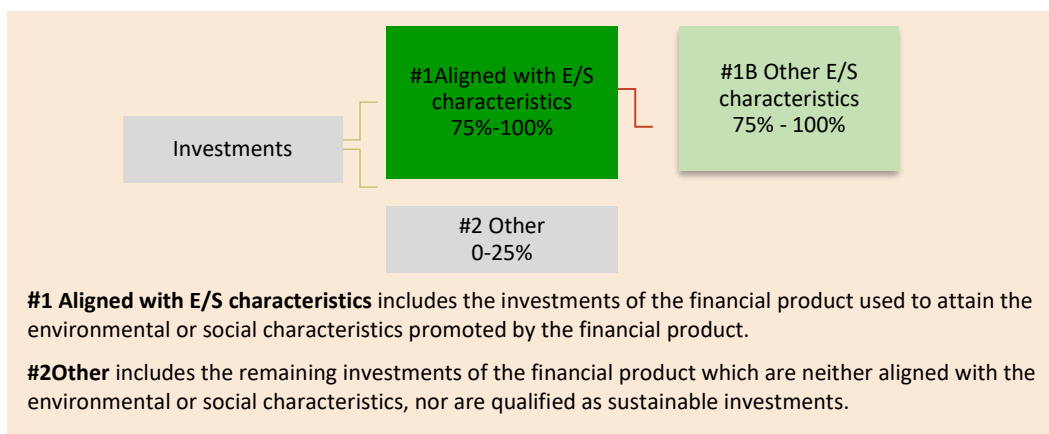 #1Aligned with E/S
characteristics
75%-100%
#1B Other E/S
characteristics
75% - 100%
Investments
#2 Other
0-25%
#1 Aligned with E/S characteristics includes the investments of the financial product used to attain the
environmental or social characteristics promoted by the financial product.
#2Other includes the remaining investments of the financial product which are neither aligned with the
environmental or social characteristics, nor are qualified as sustainable investments.